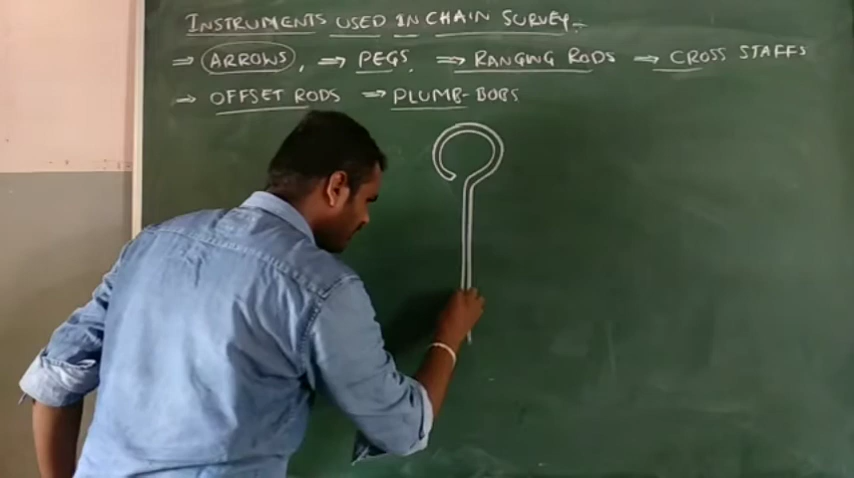 INSTRUMENTS USED IN CHAIN SURVEY:-
⇒ ARROWS, ⇒ PEGS, ⇒ RANGING RODS ⇒ CROSS STAFFS
⇒ OFFSET RODS ⇒ PLUMB-BOBS